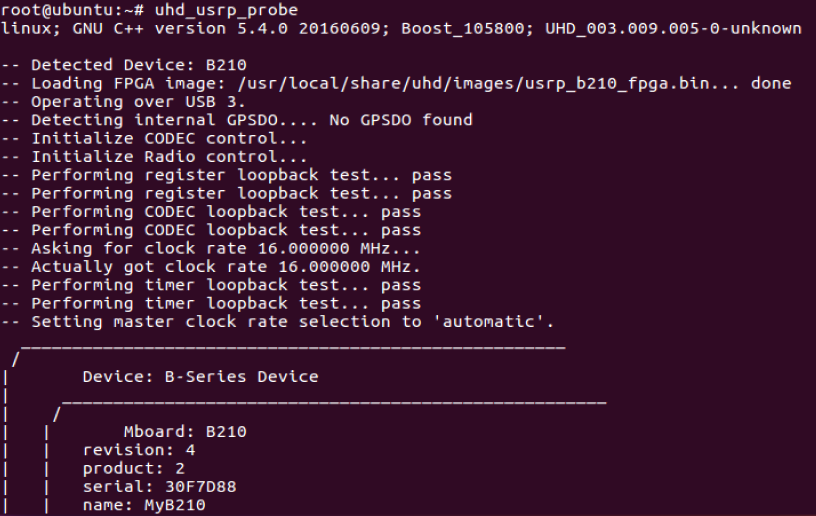 root@ubuntu:~# uhd_usrp_probe
linux; GNU C++ version 5.4.0 20160609; Boost_105800; UHD_003.009.005-0-unknown
-- Detected Device: B210
-- Loading FPGA image: /usr/local/share/uhd/images/usrp_b210_fpga.bin... done
-- Operating over USB 3.
-- Detecting internal GPSDO.... No GPSDO found
-- Initialize CODEC control...
-- Initialize Radio control...
-- Performing register loopback test... pass
-- Performing register loopback test... pass
-- Performing CODEC loopback test... pass
-- Performing CODEC loopback test... pass
-- Asking for clock rate 16.000000 MHz...
-- Actually got clock rate 16.000000 MHz.
-- Performing timer loopback test... pass
-- Performing timer loopback test... pass
-- Setting master clock rate selection to 'automatic'.
  _____________________________________________________
 /
|       Device: B-Series Device
|     _____________________________________________________
|    /
|   |       Mboard: B210
|   |   revision: 4
|   |   product: 2
|   |   serial: 30F7D88
|   |   name: MyB210